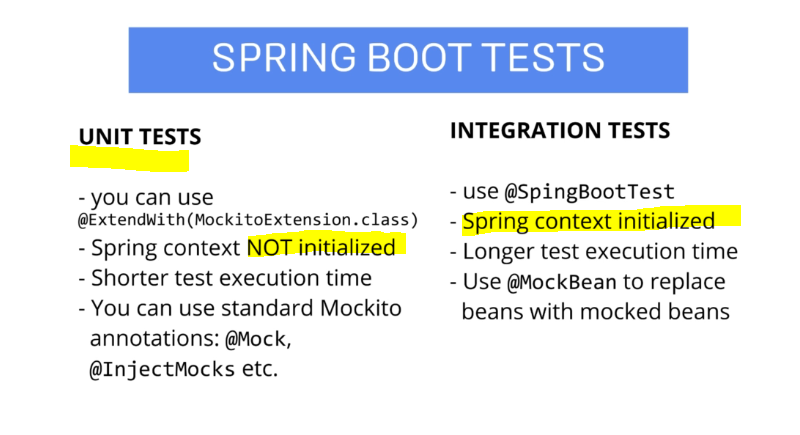 SPRING BOOT TESTS
UNIT TESTS
- you can use
@ExtendWith(MockitoExtension.class)
- Spring context NOT initialized
- Shorter test execution time
- You can use standard Mockito
annotations: @Mock,
@InjectMocks etc.
INTEGRATION TESTS
- use @SpingBootTest
- Spring context initialized
- Longer test execution time
- Use @MockBean to replace
beans with mocked beans